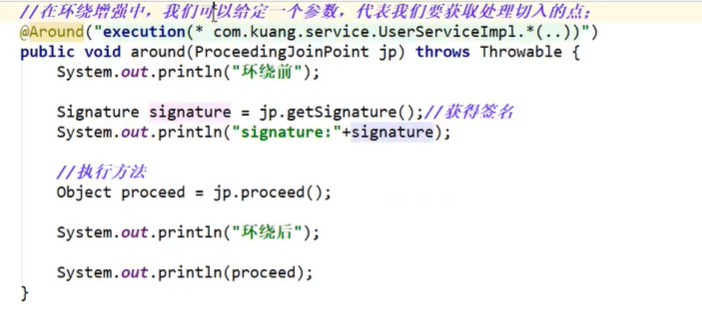 //在环绕增强中，我们可以给定一个参数，代表我们要获取处理切入的点；
@Around("execution(* com.kuang.service.UserServiceImpl.*(..))")
public void around(ProceedingJoinPoint jp) throws Throwable {
System.out.println("环绕前");
Signature signature = jp.getSignature();//获得签名
System.out.println("signature:"+signature);
//执行方法
Object proceed = jp.proceed();
System.out.println("环绕后");
System.out.println(proceed);
}